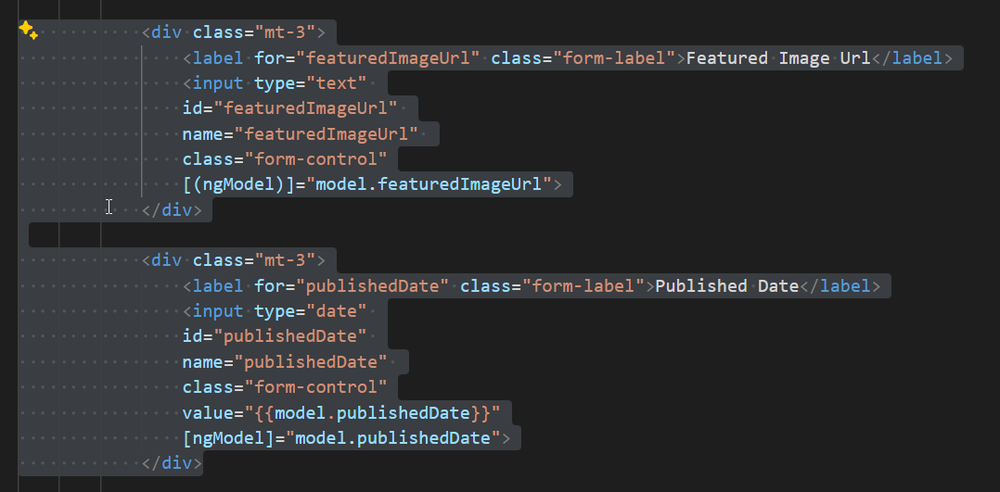 <div class="mt-3">
<label for="featuredImageUrl" class="form-label">Featured Image Url</label>
<input type="text"
id="featuredImageUrl"
name="featuredImageUrl"
class="form-control"
[(ngModel)]="model.featuredImageUrl">
</div>
<div class="mt-3">
<label for="publishedDate" class="form-label">Published Date</label>
<input type="date"
id="publishedDate"
name="publishedDate"
class="form-control"
value="{{model.publishedDate}}"
[ngModel]="model.publishedDate">
</div>